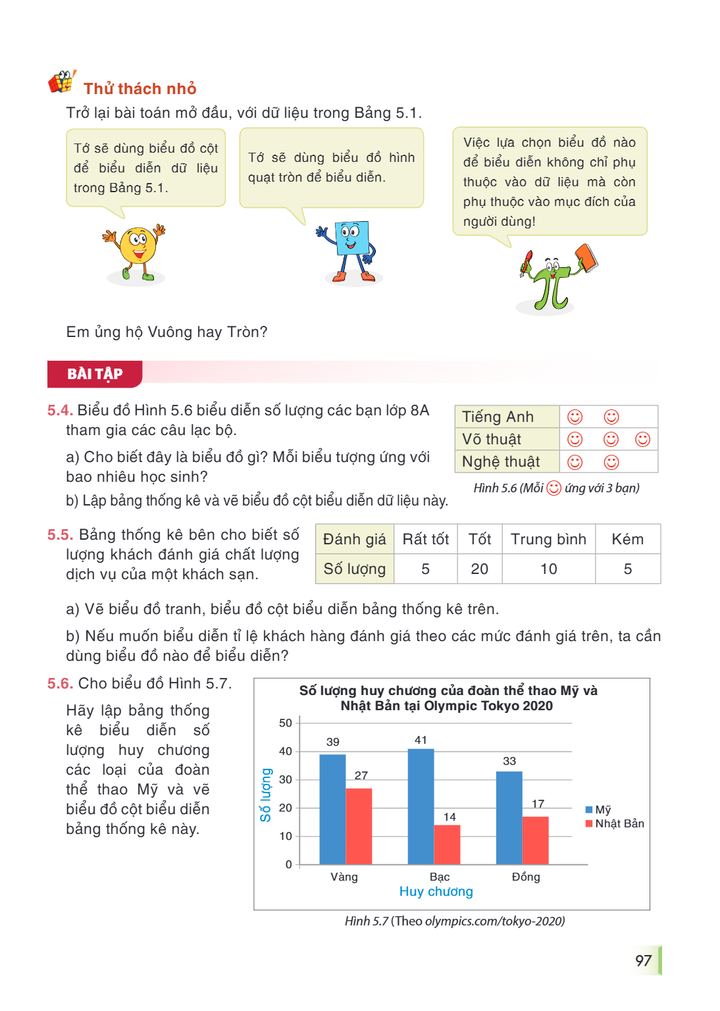 Thử thách nhỏ
Trở lại bài toán mở đầu, với dữ liệu trong Bảng 5.1.
Tớ sẽ dùng biểu đồ cột
để biểu diễn dữ liệu
trong Bảng 5.1.
Tớ sẽ dùng biểu đồ hình
quạt tròn để biểu diễn.
Việc lựa chọn biểu đồ nào
để biểu diễn không chỉ phụ
thuộc vào dữ liệu mà còn
phụ thuộc vào mục đích của
người dùng!
Em ủng hộ Vuông hay Tròn?
BÀI TẬP
5.4. Biểu đồ Hình 5.6 biểu diễn số lượng các bạn lớp 8A
tham gia các câu lạc bộ.
a) Cho biết đây là biểu đồ gì? Mỗi biểu tượng ứng với
bao nhiêu học sinh?
b) Lập bảng thống kê và vẽ biểu đồ cột biểu diễn dữ liệu này.
Tiếng Anh
Võ thuật
Nghệ thuật
Hình 5.6 (Mỗi ứng với 3 bạn)
5.5. Bảng thống kê bên cho biết số
lượng khách đánh giá chất lượng
dịch vụ của một khách sạn.
Đánh giá Rất tốt Tốt Trung bình Kém
Số lượng 5 20 10 5
a) Vẽ biểu đồ tranh, biểu đồ cột biểu diễn bảng thống kê trên.
b) Nếu muốn biểu diễn tỉ lệ khách hàng đánh giá theo các mức đánh giá trên, ta cần
dùng biểu đồ nào để biểu diễn?
5.6. Cho biểu đồ Hình 5.7.
Hãy lập bảng thống
kê biểu diễn số
lượng huy chương
các loại của đoàn
thể thao Mỹ và vẽ
biểu đồ cột biểu diễn
bảng thống kê này.
Số lượng huy chương của đoàn thể thao Mỹ và
Nhật Bản tại Olympic Tokyo 2020
Số lượng
50
40
30
20
10
0
39
27
41
14
33
17
Vàng Bạc Đồng
Huy chương
Mỹ
Nhật Bản
Hình 5.7 (Theo olympics.com/tokyo-2020)
97